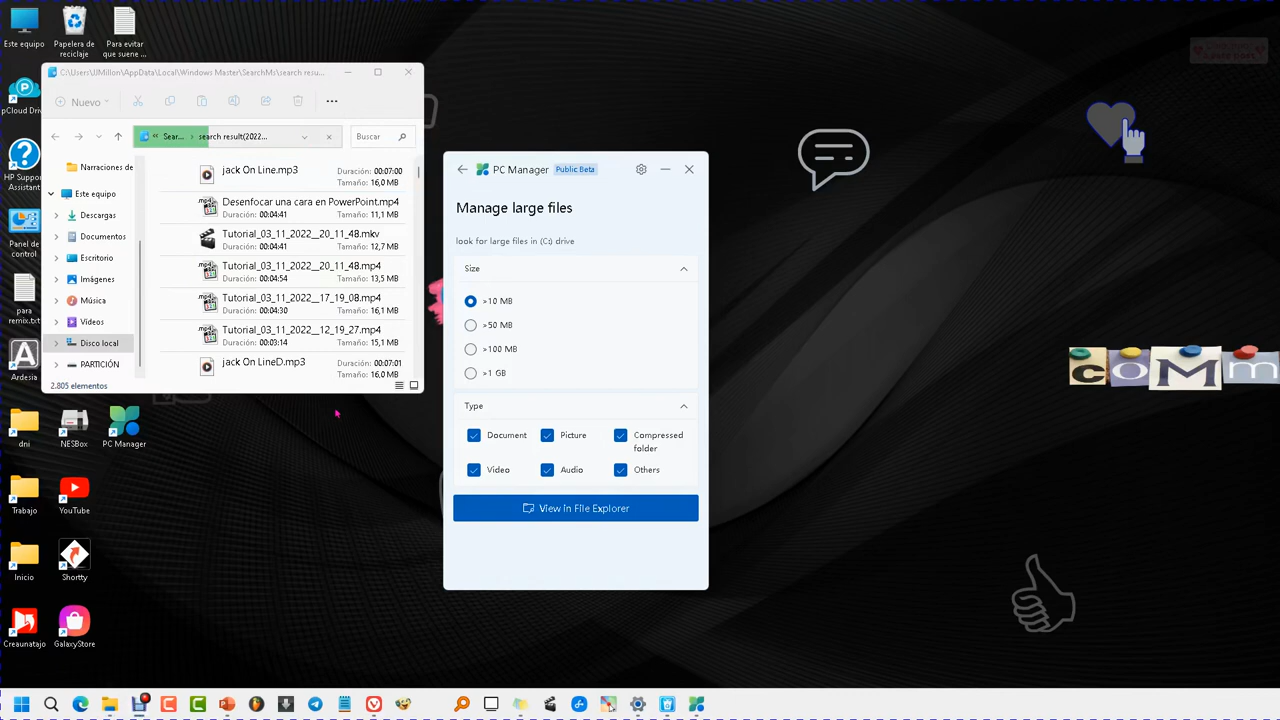 Este equipo
Papelera de
reciclaje
Para evitar
que suene ...
pCloud Driv
HP Support
Assistant
Panel de
control
para
remix.txt
Ardesia
C:\Users\JJMillon\AppData\Local\Windows Master\SearchMs\search resu...
Nuevo
Sear...
search result(2022...
Buscar
Narraciones de
Este equipo
Descargas
Documentos
Escritorio
Imágenes
Música
Vídeos
Disco local
PARTICIÓN
jack On Line.mp3
Duración: 00:07:00
Tamaño: 16,0 MB
Desenfocar una cara en PowerPoint.mp4
Duración: 00:04:41
Tamaño: 11,1 MB
Tutorial_03_11_2022__20_11_48.mkv
Duración: 00:04:41
Tamaño: 12,7 MB
Tutorial_03_11_2022__20_11_48.mp4
Duración: 00:04:54
Tamaño: 13,5 MB
Tutorial_03_11_2022__17_19_08.mp4
Duración: 00:04:30
Tamaño: 16,1 MB
Tutorial_03_11_2022__12_19_27.mp4
Duración: 00:03:14
Tamaño: 15,1 MB
jack On LineD.mp3
Duración: 00:07:01
Tamaño: 16,0 MB
2.805 elementos
PC Manager
Public Beta
Manage large files
look for large files in (C:) drive
Size
>10 MB
>50 MB
>100 MB
>1 GB
Type
Document
Picture
Compressed
folder
Video
Audio
Others
View in File Explorer
dni
NESBox
PC Manager
Trabajo
YouTube
Inicio
Shortty
Creaunatajo
GalaxyStore
coMm